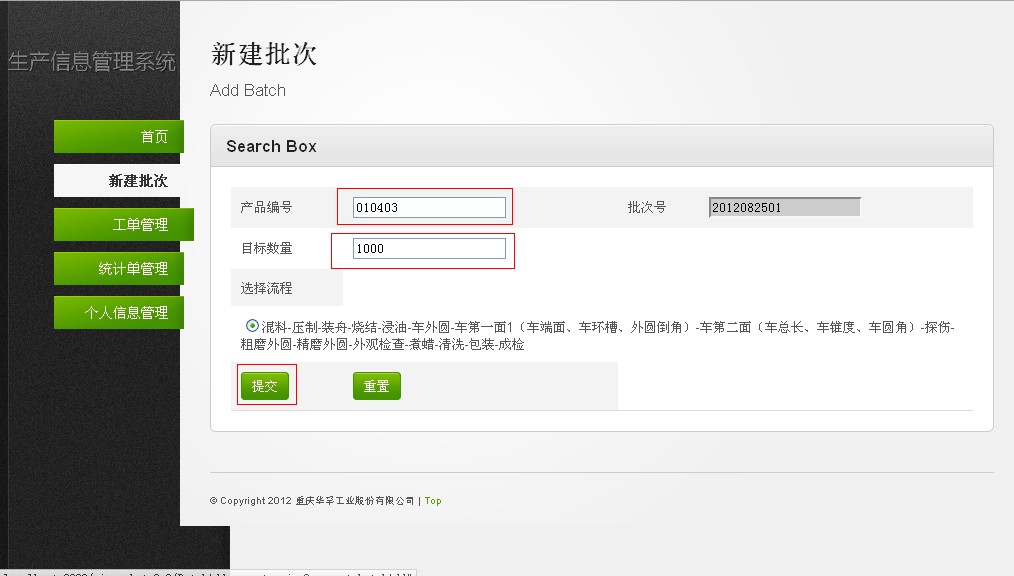 生产信息管理系统
首页
新建批次
工单管理
统计单管理
个人信息管理
新建批次
Add Batch
Search Box
产品编号 010403 批次号 2012082501
目标数量 1000
选择流程
混料-压制-装舟-烧结-浸油-车外圆-车第一面1（车端面、车环槽、外圆倒角）-车第二面（车总长、车锥度、车圆角）-探伤-
粗磨外圆-精磨外圆-外观检查-煮蜡-清洗-包装-成检
提交 重置
© Copyright 2012 重庆华孚工业股份有限公司 | Top